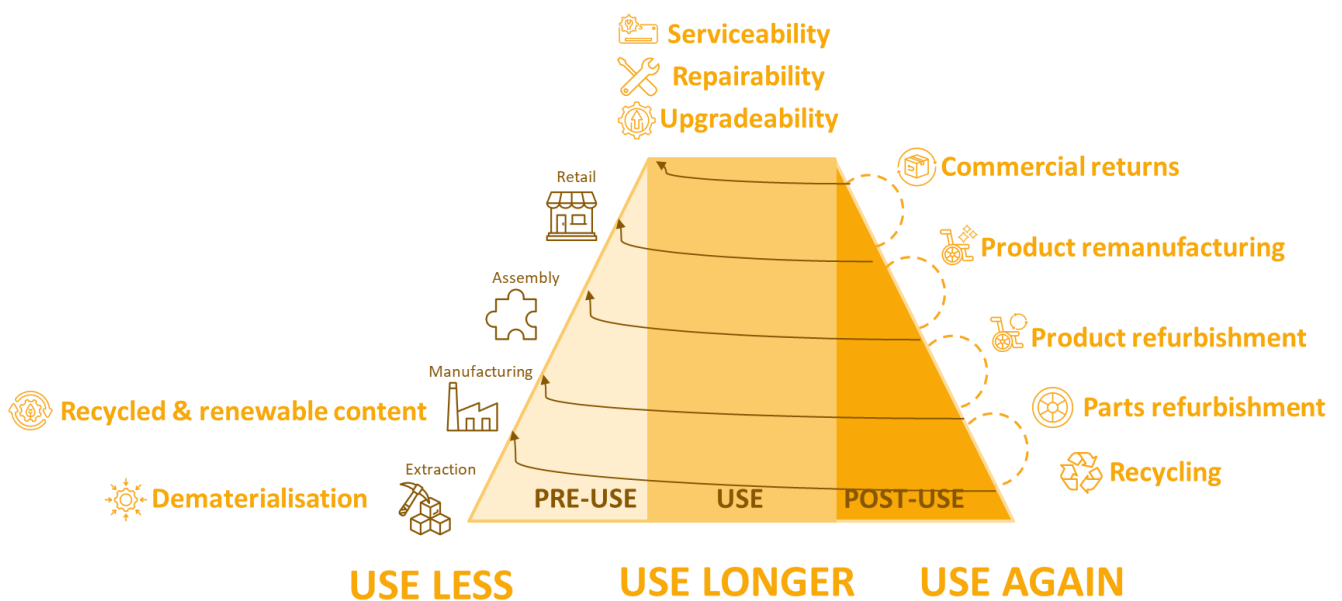 Serviceability
Repairability
Upgradeability
Retail
Commercial returns
Assembly
Product remanufacturing
Manufacturing
Product refurbishment
Recycled & renewable content
Parts refurbishment
Extraction
Recycling
Dematerialisation
PRE-USE
USE
POST-USE
USE LESS
USE LONGER
USE AGAIN